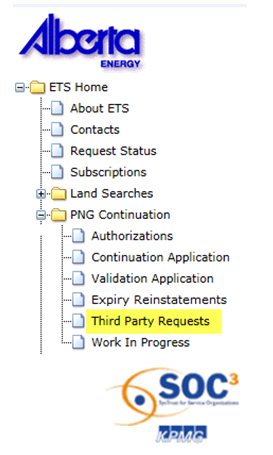 Alberta
ENERGY
ETS Home
About ETS
Contacts
Request Status
Subscriptions
Land Searches
PNG Continuation
Authorizations
Continuation Application
Validation Application
Expiry Reinstatements
Third Party Requests
Work In Progress
SOC3
SysTrust for Service Organizations
KPMG